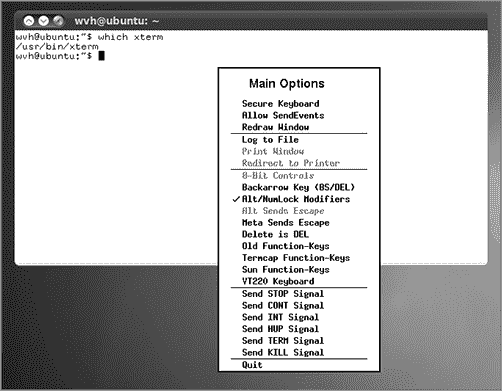 wvh@ubuntu: ~
wvh@ubuntu:~$ which xterm
/usr/bin/xterm
wvh@ubuntu:~$
Main Options
Secure Keyboard
Allow SendEvents
Redraw Window
Log to File
Print Window
Redirect to Printer
8-Bit Controls
Backarrow Key (BS/DEL)
Alt/NumLock Modifiers
Alt Sends Escape
Meta Sends Escape
Delete is DEL
Old Function-Keys
Termcap Function-Keys
Sun Function-Keys
VT220 Keyboard
Send STOP Signal
Send CONT Signal
Send INT Signal
Send HUP Signal
Send TERM Signal
Send KILL Signal
Quit